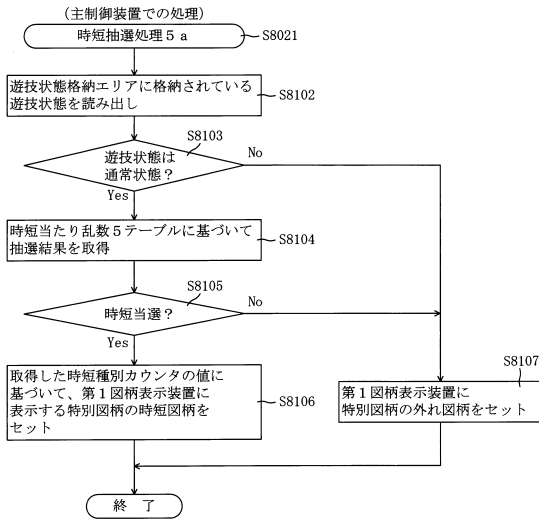 (主制御装置での処理)
時短抽選処理５ａ
S8021
遊技状態格納エリアに格納されている
遊技状態を読み出し
S8102
S8103
遊技状態は
通常状態？
No
Yes
時短当たり乱数５テーブルに基づいて
抽選結果を取得
S8104
S8105
時短当選？
No
Yes
取得した時短種別カウンタの値に
基づいて、第１図柄表示装置に
表示する特別図柄の時短図柄を
セット
S8106
S8107
第１図柄表示装置に
特別図柄の外れ図柄をセット
終 了